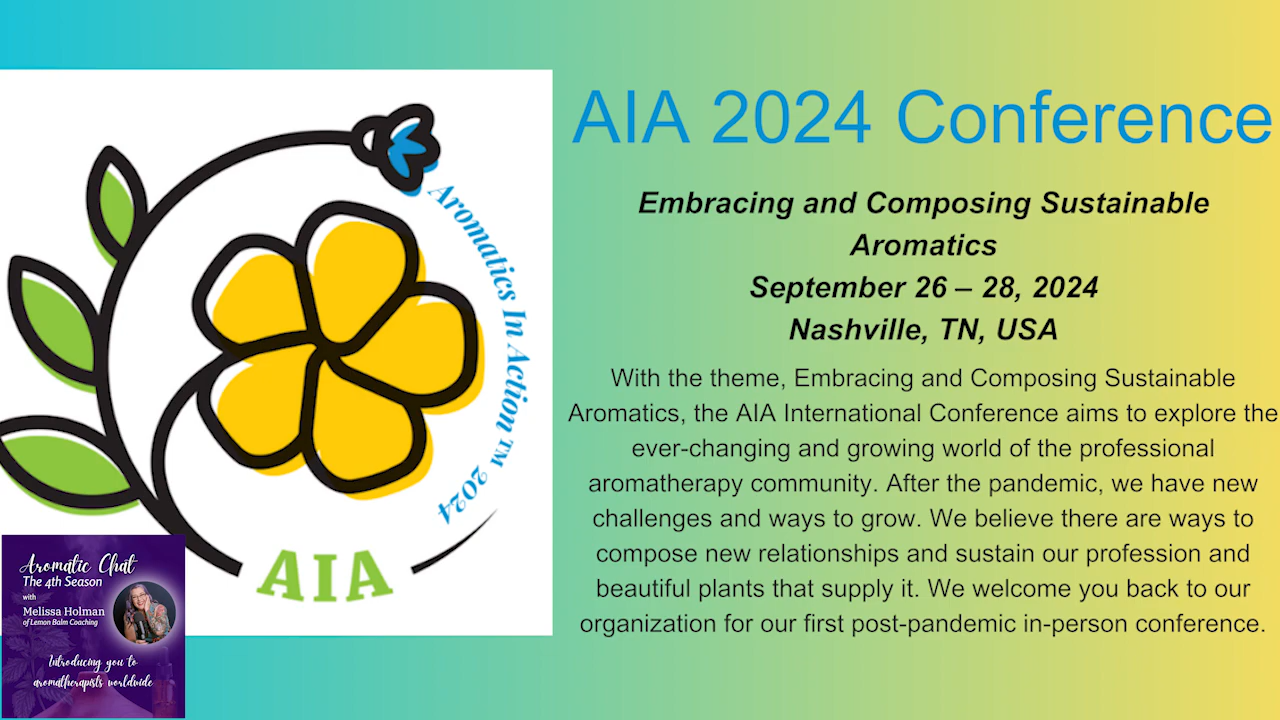 AIA 2024 Conference
Embracing and Composing Sustainable
Aromatics
September 26 – 28, 2024
Nashville, TN, USA
With the theme, Embracing and Composing Sustainable
Aromatics, the AIA International Conference aims to explore the
ever-changing and growing world of the professional
aromatherapy community. After the pandemic, we have new
challenges and ways to grow. We believe there are ways to
compose new relationships and sustain our profession and
beautiful plants that supply it. We welcome you back to our
organization for our first post-pandemic in-person conference.
Aromatics In Action™ 2024
AIA
Aromatic Chat
The 4th Season
with
Melissa Holman
of Lemon Balm Coaching
Introducing you to
aromatherapists worldwide